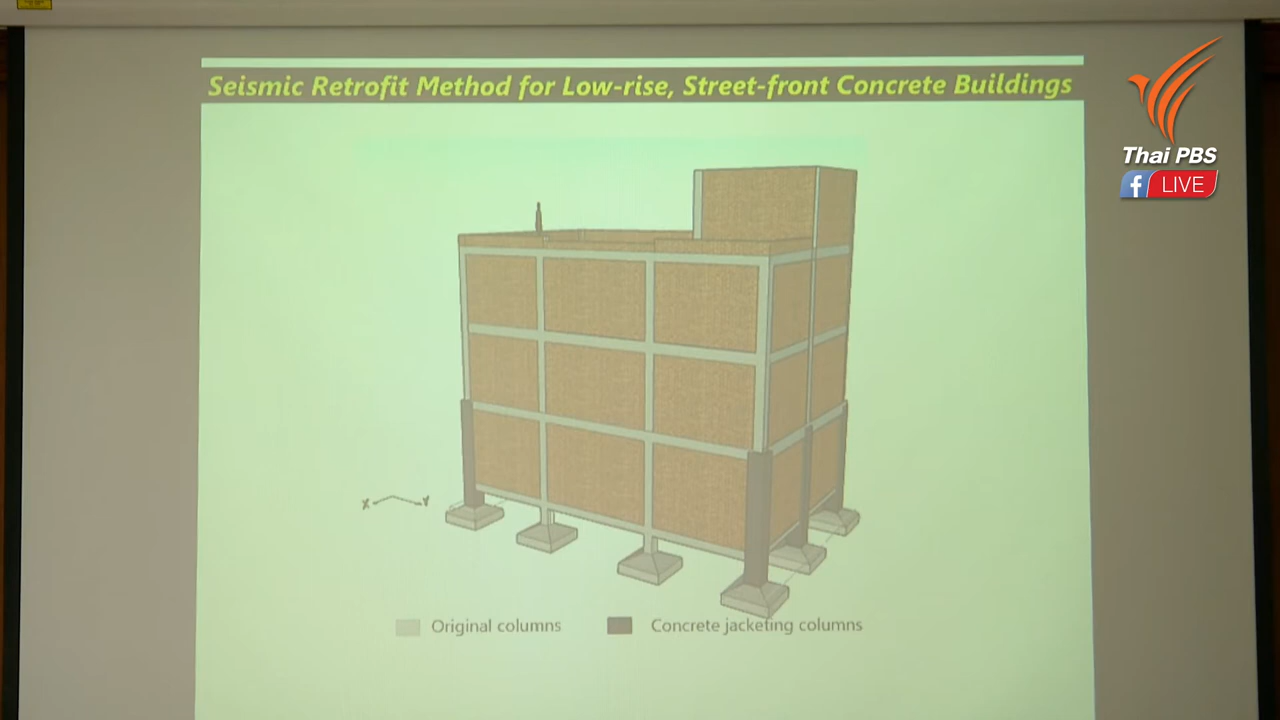 Seismic Retrofit Method for Low-rise, Street-front Concrete Buildings
Thai PBS
f LIVE
X
Y
Original columns
Concrete jacketing columns